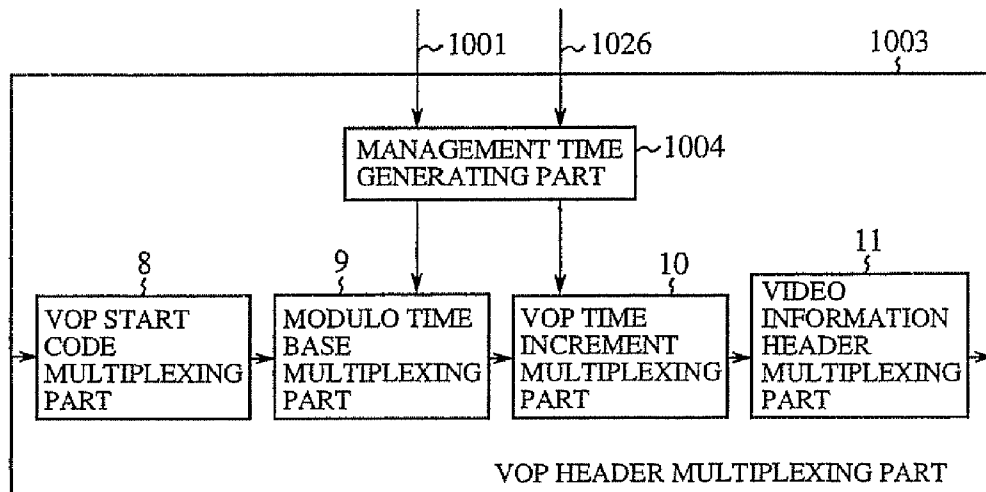 1001
1026
1003
MANAGEMENT TIME
GENERATING PART
1004
8
VOP START
CODE
MULTIPLEXING
PART
9
MODULO TIME
BASE
MULTIPLEXING
PART
10
VOP TIME
INCREMENT
MULTIPLEXING
PART
11
VIDEO
INFORMATION
HEADER
MULTIPLEXING
PART
VOP HEADER MULTIPLEXING PART